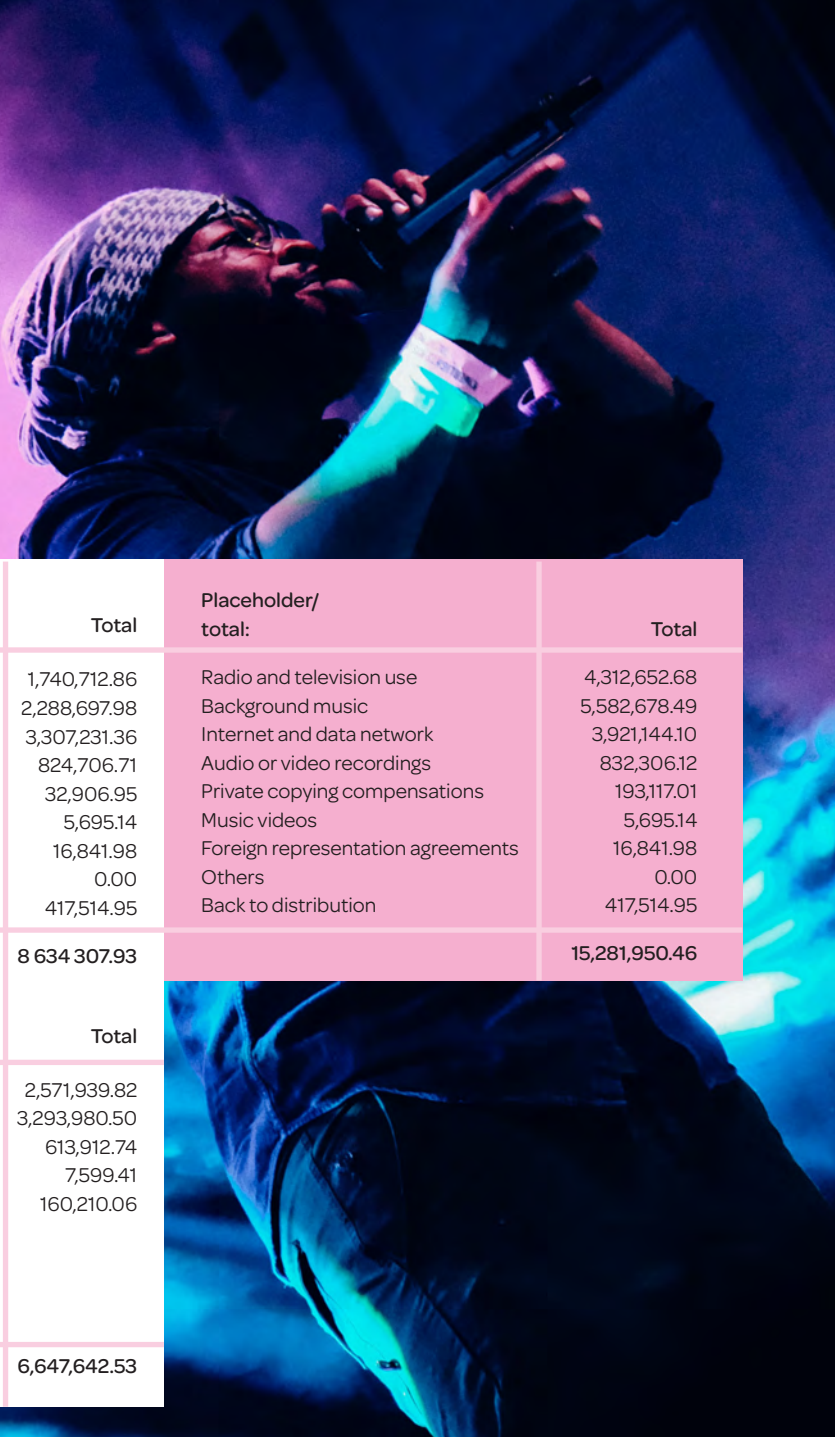 Total
1,740,712.86
2,288,697.98
3,307,231.36
824,706.71
32,906.95
5,695.14
16,841.98
0.00
417,514.95
8 634 307.93
Total
2,571,939.82
3,293,980.50
613,912.74
7,599.41
160,210.06
6,647,642.53
Placeholder/
total: Total
Radio and television use 4,312,652.68
Background music 5,582,678.49
Internet and data network 3,921,144.10
Audio or video recordings 832,306.12
Private copying compensations 193,117.01
Music videos 5,695.14
Foreign representation agreements 16,841.98
Others 0.00
Back to distribution 417,514.95
15,281,950.46